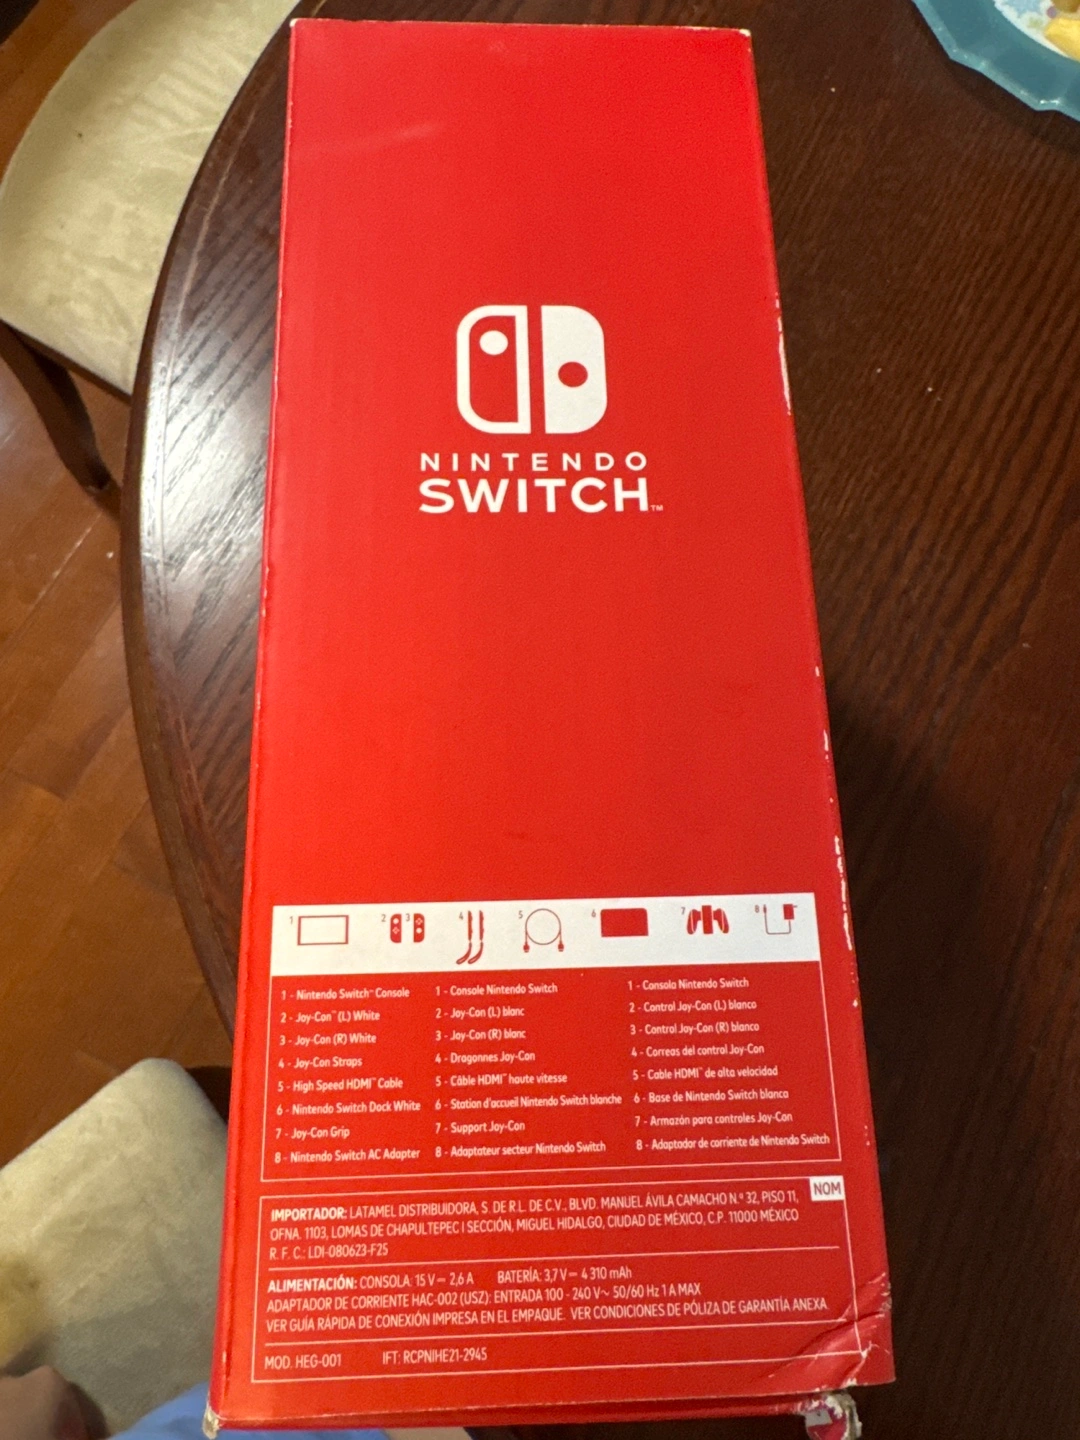 NINTENDO
SWITCH™
1 2 3 4 5 6 7 8
1 - Nintendo Switch™ Console
2 - Joy-Con™ (L) White
3 - Joy-Con (R) White
4 - Joy-Con Straps
5 - High Speed HDMI™ Cable
6 - Nintendo Switch Dock White
7 - Joy-Con Grip
8 - Nintendo Switch AC Adapter
1 - Console Nintendo Switch
2 - Joy-Con (L) blanc
3 - Joy-Con (R) blanc
4 - Dragonnes Joy-Con
5 - Câble HDMI™ haute vitesse
6 - Station d'accueil Nintendo Switch blanche
7 - Support Joy-Con
8 - Adaptateur secteur Nintendo Switch
1 - Consola Nintendo Switch
2 - Control Joy-Con (L) blanco
3 - Control Joy-Con (R) blanco
4 - Correas del control Joy-Con
5 - Cable HDMI™ de alta velocidad
6 - Base de Nintendo Switch blanca
7 - Armazón para controles Joy-Con
8 - Adaptador de corriente de Nintendo Switch
NOM
IMPORTADOR: LATAMEL DISTRIBUIDORA, S. DE R.L. DE C.V., BLVD. MANUEL ÁVILA CAMACHO N.º 32, PISO 11,
OFNA. 1103, LOMAS DE CHAPULTEPEC I SECCIÓN, MIGUEL HIDALGO, CIUDAD DE MÉXICO, C.P. 11000 MÉXICO
R. F. C.: LDI-080623-F25
ALIMENTACIÓN: CONSOLA: 15 V⎓ 2,6 A BATERÍA: 3,7 V⎓ 4 310 mAh
ADAPTADOR DE CORRIENTE HAC-002 (USZ): ENTRADA 100 - 240 V~ 50/60 Hz 1 A MAX
VER GUÍA RÁPIDA DE CONEXIÓN IMPRESA EN EL EMPAQUE. VER CONDICIONES DE PÓLIZA DE GARANTÍA ANEXA.
MOD. HEG-001 IFT: RCPNIHE21-2945